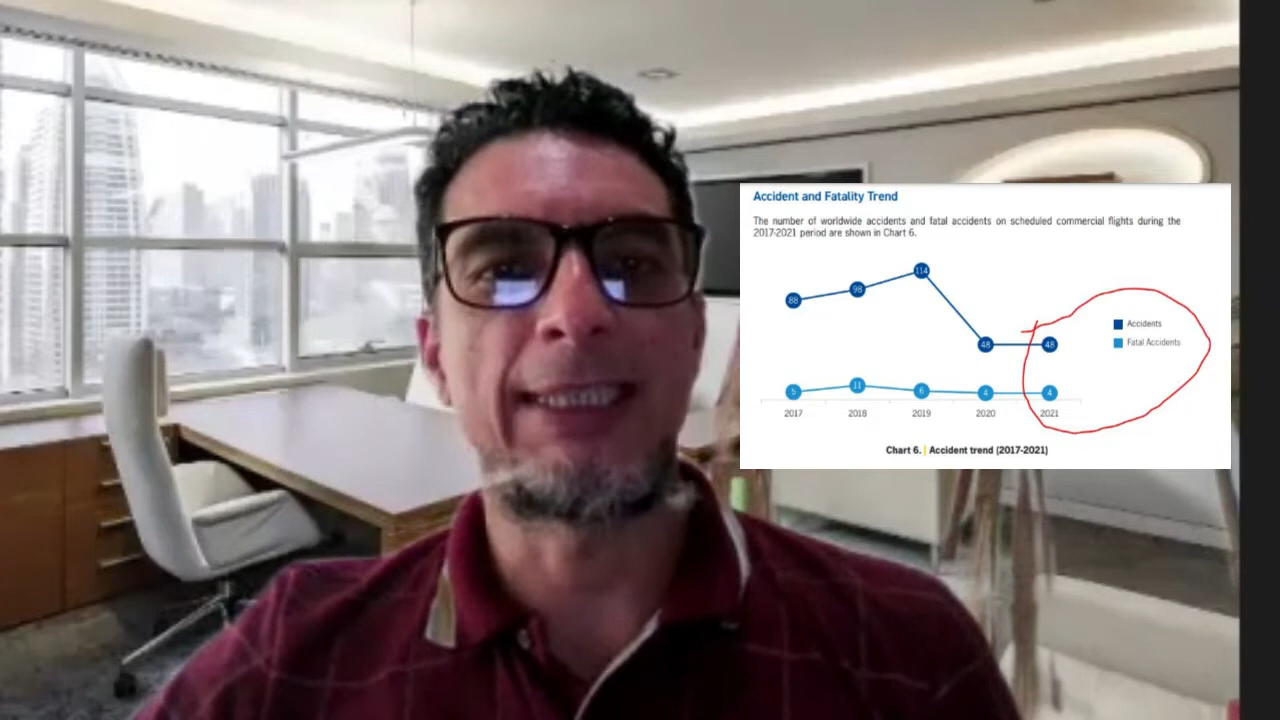 Accident and Fatality Trend
The number of worldwide accidents and fatal accidents on scheduled commercial flights during the
2017-2021 period are shown in Chart 6.
114
98
88
48 48
Accidents
Fatal Accidents
5 11 6 4 4
2017 2018 2019 2020 2021
Chart 6. | Accident trend (2017-2021)